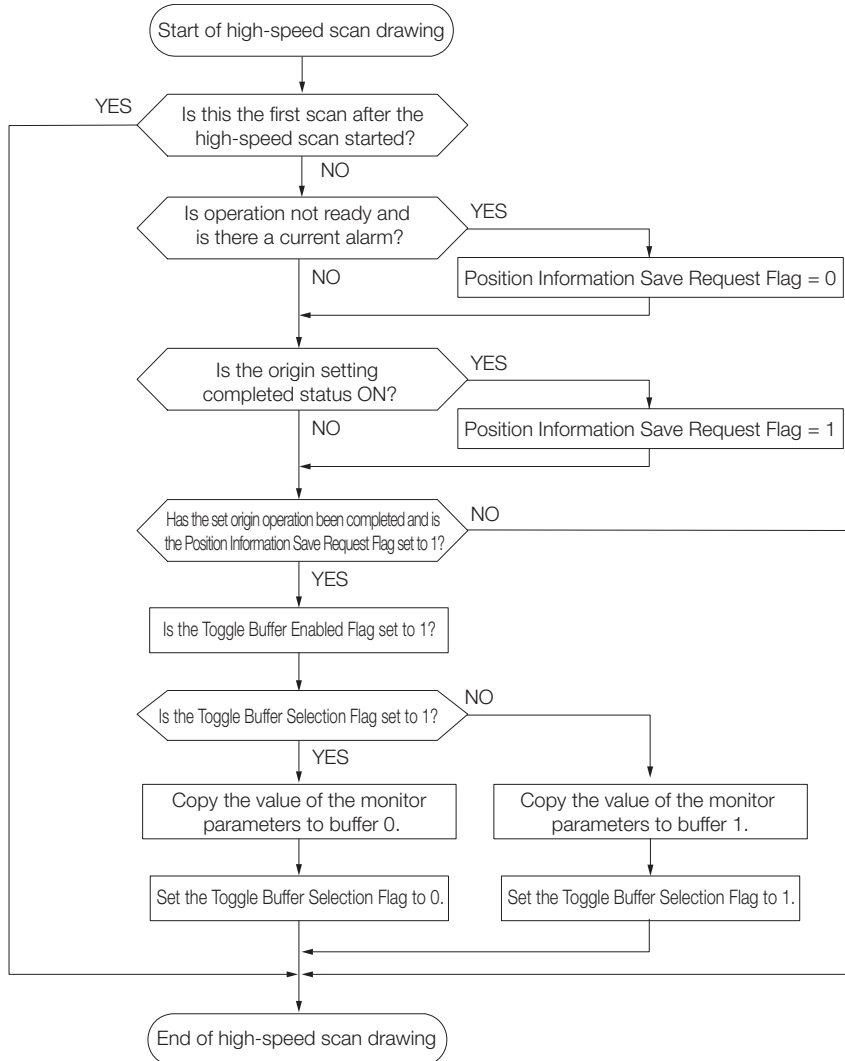 Start of high-speed scan drawing
YES
Is this the first scan after the
high-speed scan started?
NO
Is operation not ready and
is there a current alarm?
YES
NO
Position Information Save Request Flag = 0
Is the origin setting
completed status ON?
YES
NO
Position Information Save Request Flag = 1
Has the set origin operation been completed and is
the Position Information Save Request Flag set to 1?
NO
YES
Is the Toggle Buffer Enabled Flag set to 1?
Is the Toggle Buffer Selection Flag set to 1?
NO
YES
Copy the value of the monitor
parameters to buffer 0.
Copy the value of the monitor
parameters to buffer 1.
Set the Toggle Buffer Selection Flag to 0.
Set the Toggle Buffer Selection Flag to 1.
End of high-speed scan drawing